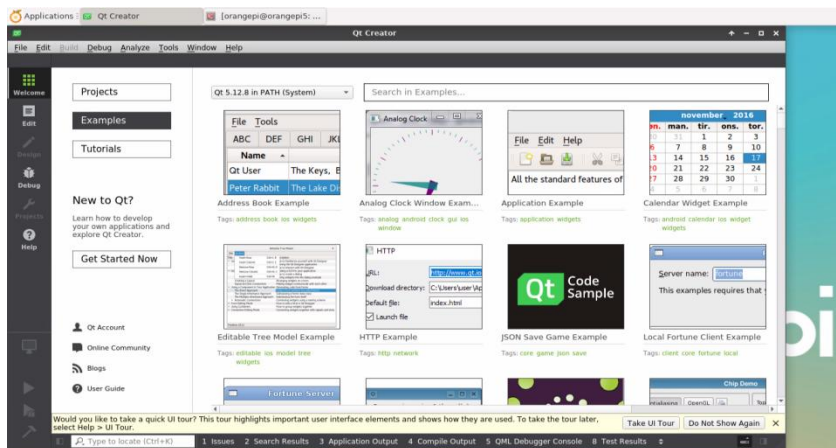 Applications
Qt Creator
[orangepi@orangepi5: ...
Qt Creator
File Edit Build Debug Analyze Tools Window Help
Welcome
Edit
Design
Debug
Projects
Help
Projects
Examples
Tutorials
New to Qt?
Learn how to develop
your own applications and
explore Qt Creator.
Get Started Now
Qt Account
Online Community
Blogs
User Guide
Qt 5.12.8 in PATH (System)
Search in Examples...
File Tools
ABC DEF GHI JKL
Name
Qt User The Keys, B
Peter Rabbit The Lake Di
Address Book Example
Tags: address book ios widgets
Analog Clock
Analog Clock Window Exam...
Tags: analog android clock gui ios
window
File Edit Help
All the standard features of
Application Example
Tags: application widgets
november 2016
man. tir. ons. tor.
1 2 3
7 8 9 10
14 15 16 17
21 22 23 24
28 29 30 1
5 6 7 8
Calendar Widget Example
Tags: android calendar ios widget
widgets
Editable Tree Model Example
Tags: editable ios model tree
widgets
HTTP
URL: http://www.qt.io
Download directory: C:\Users\user\Ap
Default file: index.html
Launch file
HTTP Example
Tags: http network
Qt Code
Sample
JSON Save Game Example
Tags: core game json save
Server name: fortune
This examples requires that
Local Fortune Client Example
Tags: client core fortune local
Fortune Server
Chip Demo
OpenGL
Would you like to take a quick UI tour? This tour highlights important user interface elements and shows how they are used. To take the tour later,
select Help > UI Tour.
Take UI Tour
Do Not Show Again
Type to locate (Ctrl+K)
1 Issues 2 Search Results 3 Application Output 4 Compile Output 5 QML Debugger Console 8 Test Results
pi